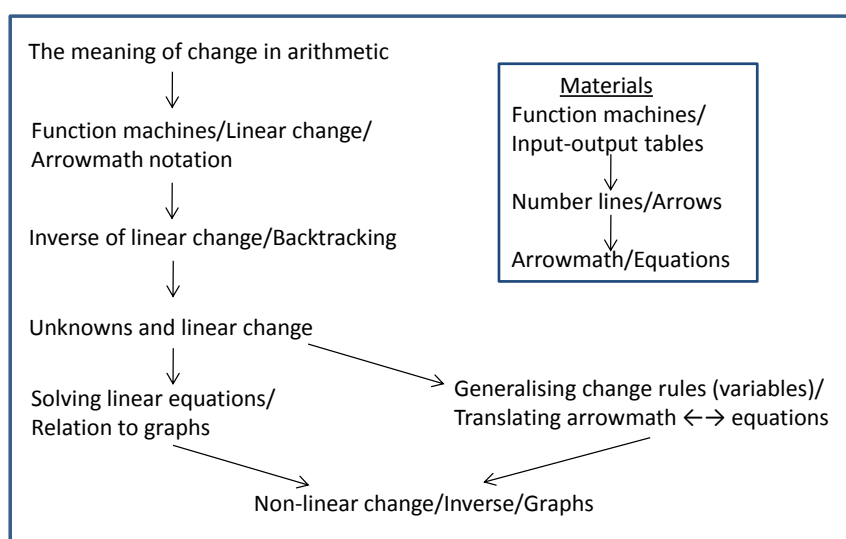 The meaning of change in arithmetic
Function machines/Linear change/
Arrowmath notation
Inverse of linear change/Backtracking
Unknowns and linear change
Solving linear equations/
Relation to graphs
Generalising change rules (variables)/
Translating arrowmath ←→ equations
Non-linear change/Inverse/Graphs
Materials
Function machines/
Input-output tables
Number lines/Arrows
Arrowmath/Equations